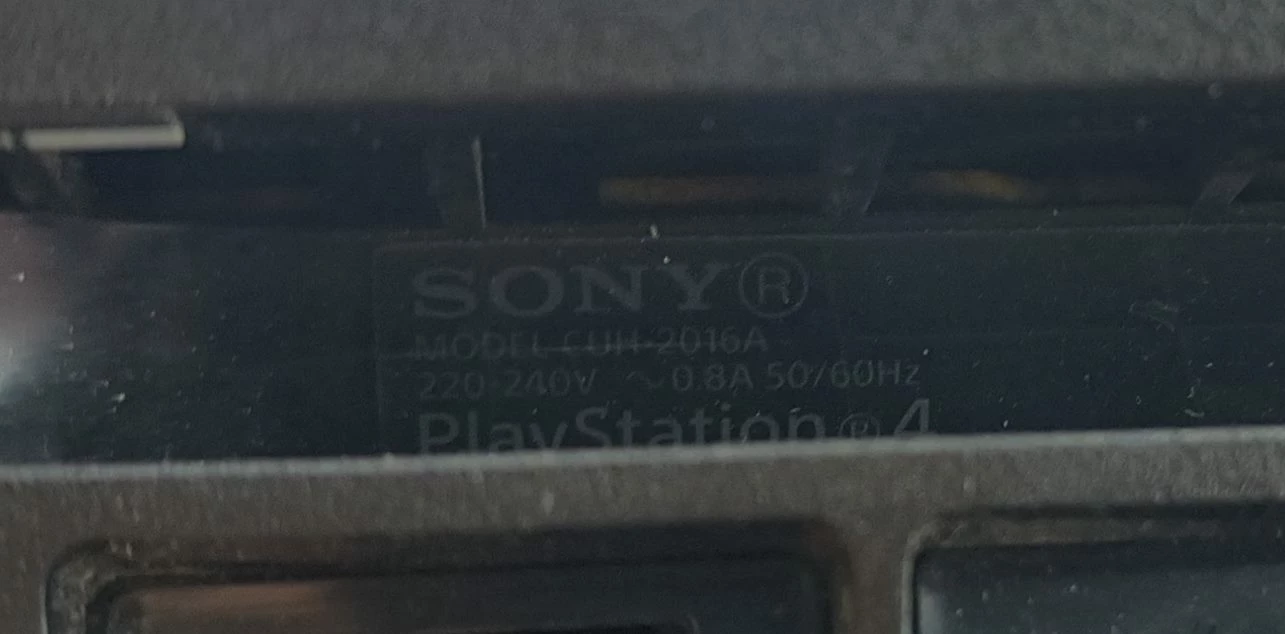 SONY®
MODEL CUH-2016A
220-240V ~ 0.8A 50/60Hz
PlayStation®4